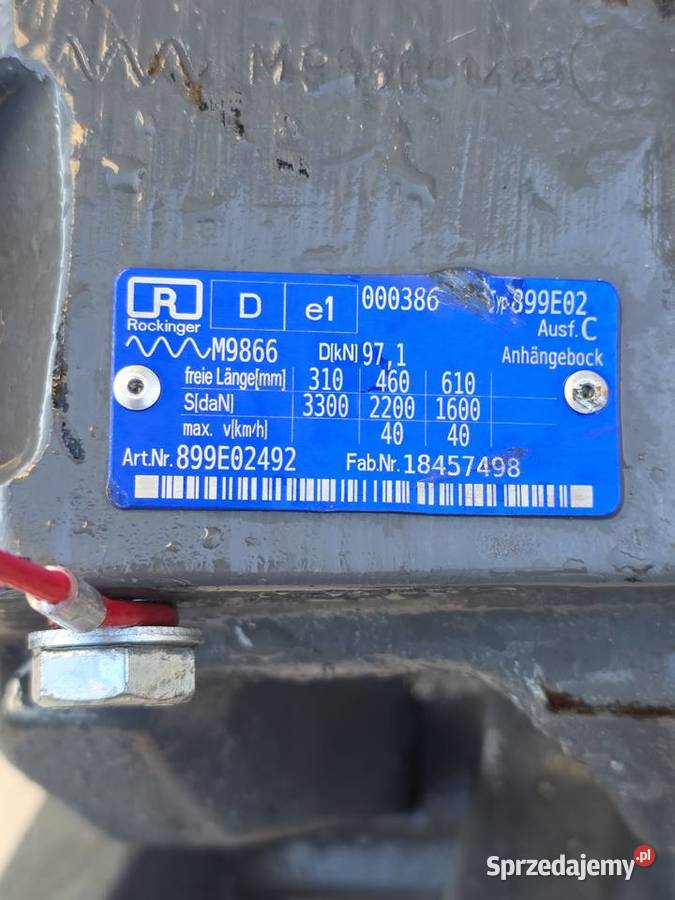 R
Rockinger
D
e1
000386
899E02
Ausf. C
M9866
D[kN] 97,1
Anhängebock
freie Länge[mm] 310 460 610
S[daN] 3300 2200 1600
max. v[km/h] 40 40
Art.Nr. 899E02492
Fab.Nr. 18457498
Sprzedajemy.pl